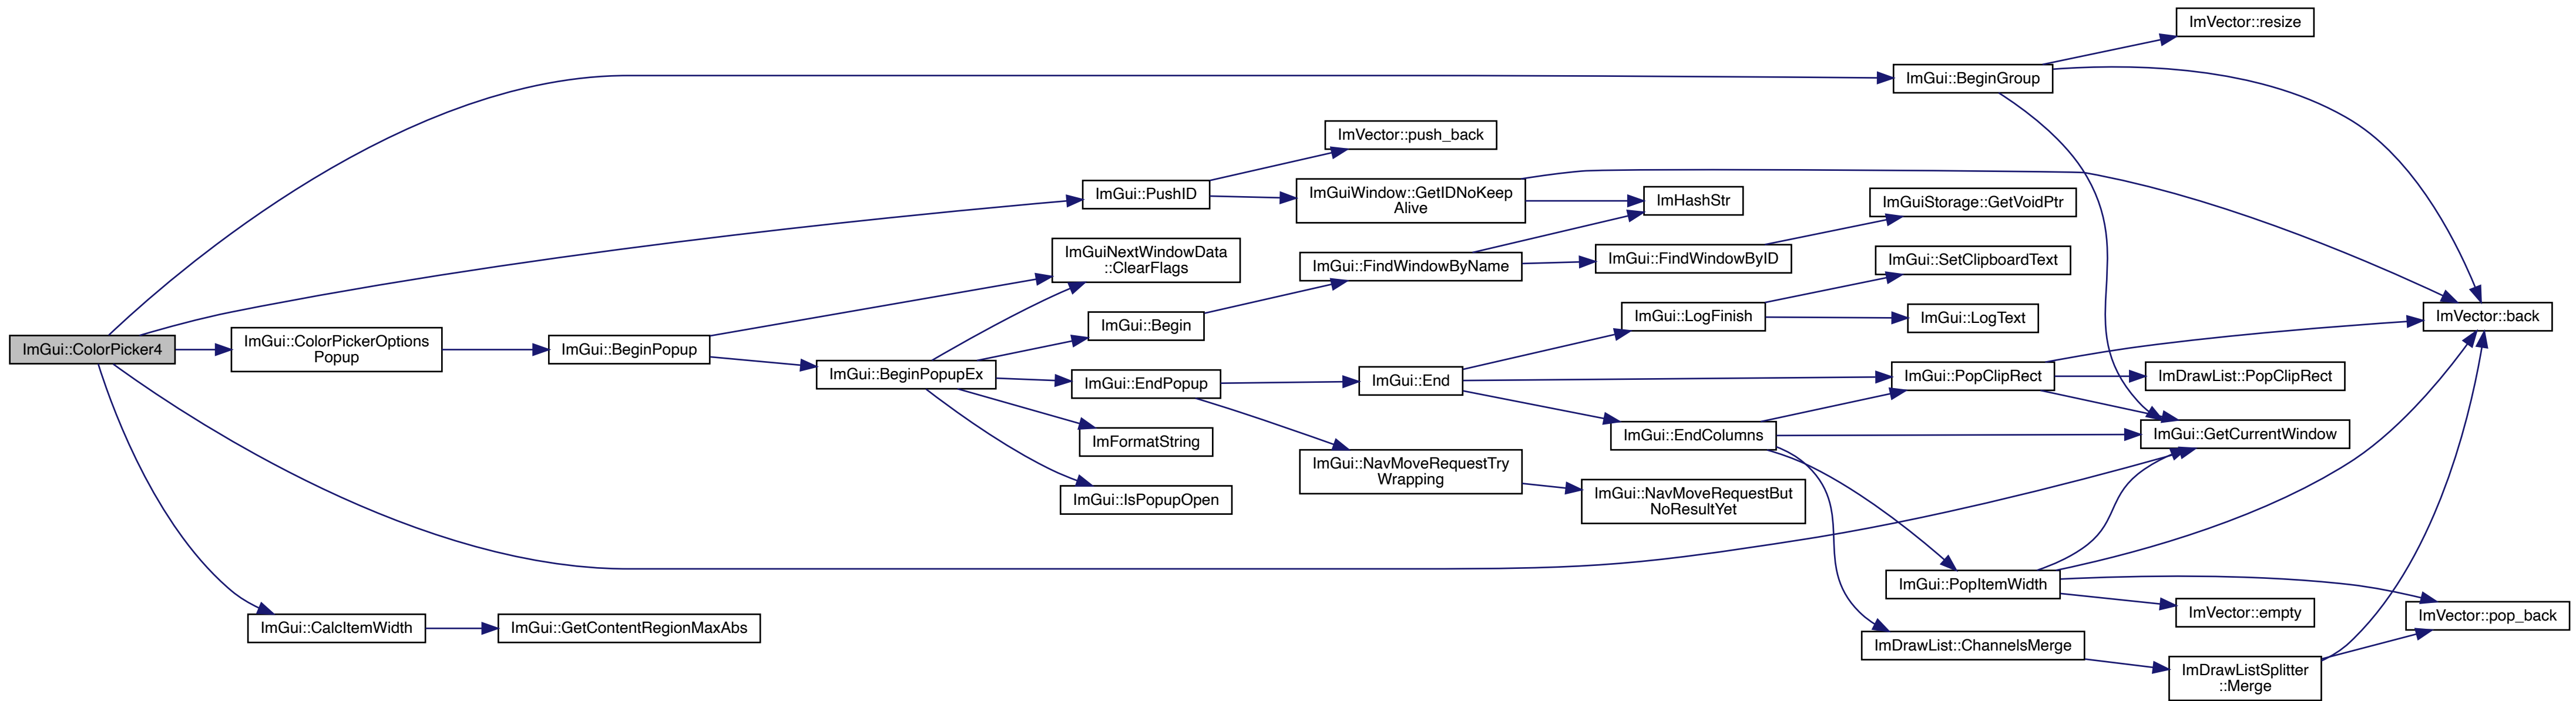 ImGui::ColorPicker4
ImGui::ColorPickerOptions
Popup
ImGui::CalcItemWidth
ImGui::GetContentRegionMaxAbs
ImGui::BeginPopup
ImGui::BeginPopupEx
ImGui::PushID
ImGuiNextWindowData
::ClearFlags
ImGui::Begin
ImGui::EndPopup
ImFormatString
ImGui::IsPopupOpen
ImVector::push_back
ImGuiWindow::GetIDNoKeep
Alive
ImGui::FindWindowByName
ImGui::End
ImGui::NavMoveRequestTry
Wrapping
ImHashStr
ImGui::FindWindowByID
ImGui::LogFinish
ImGui::EndColumns
ImGui::NavMoveRequestBut
NoResultYet
ImGui::BeginGroup
ImGuiStorage::GetVoidPtr
ImGui::SetClipboardText
ImGui::LogText
ImGui::PopClipRect
ImGui::PopItemWidth
ImDrawList::ChannelsMerge
ImVector::resize
ImDrawList::PopClipRect
ImGui::GetCurrentWindow
ImVector::empty
ImDrawListSplitter
::Merge
ImVector::back
ImVector::pop_back